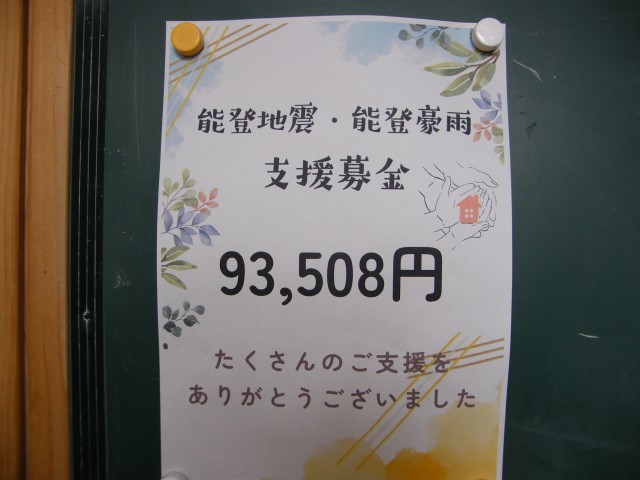 能登地震・能登豪雨
支援募金
93,508円
たくさんのご支援を
ありがとうございました